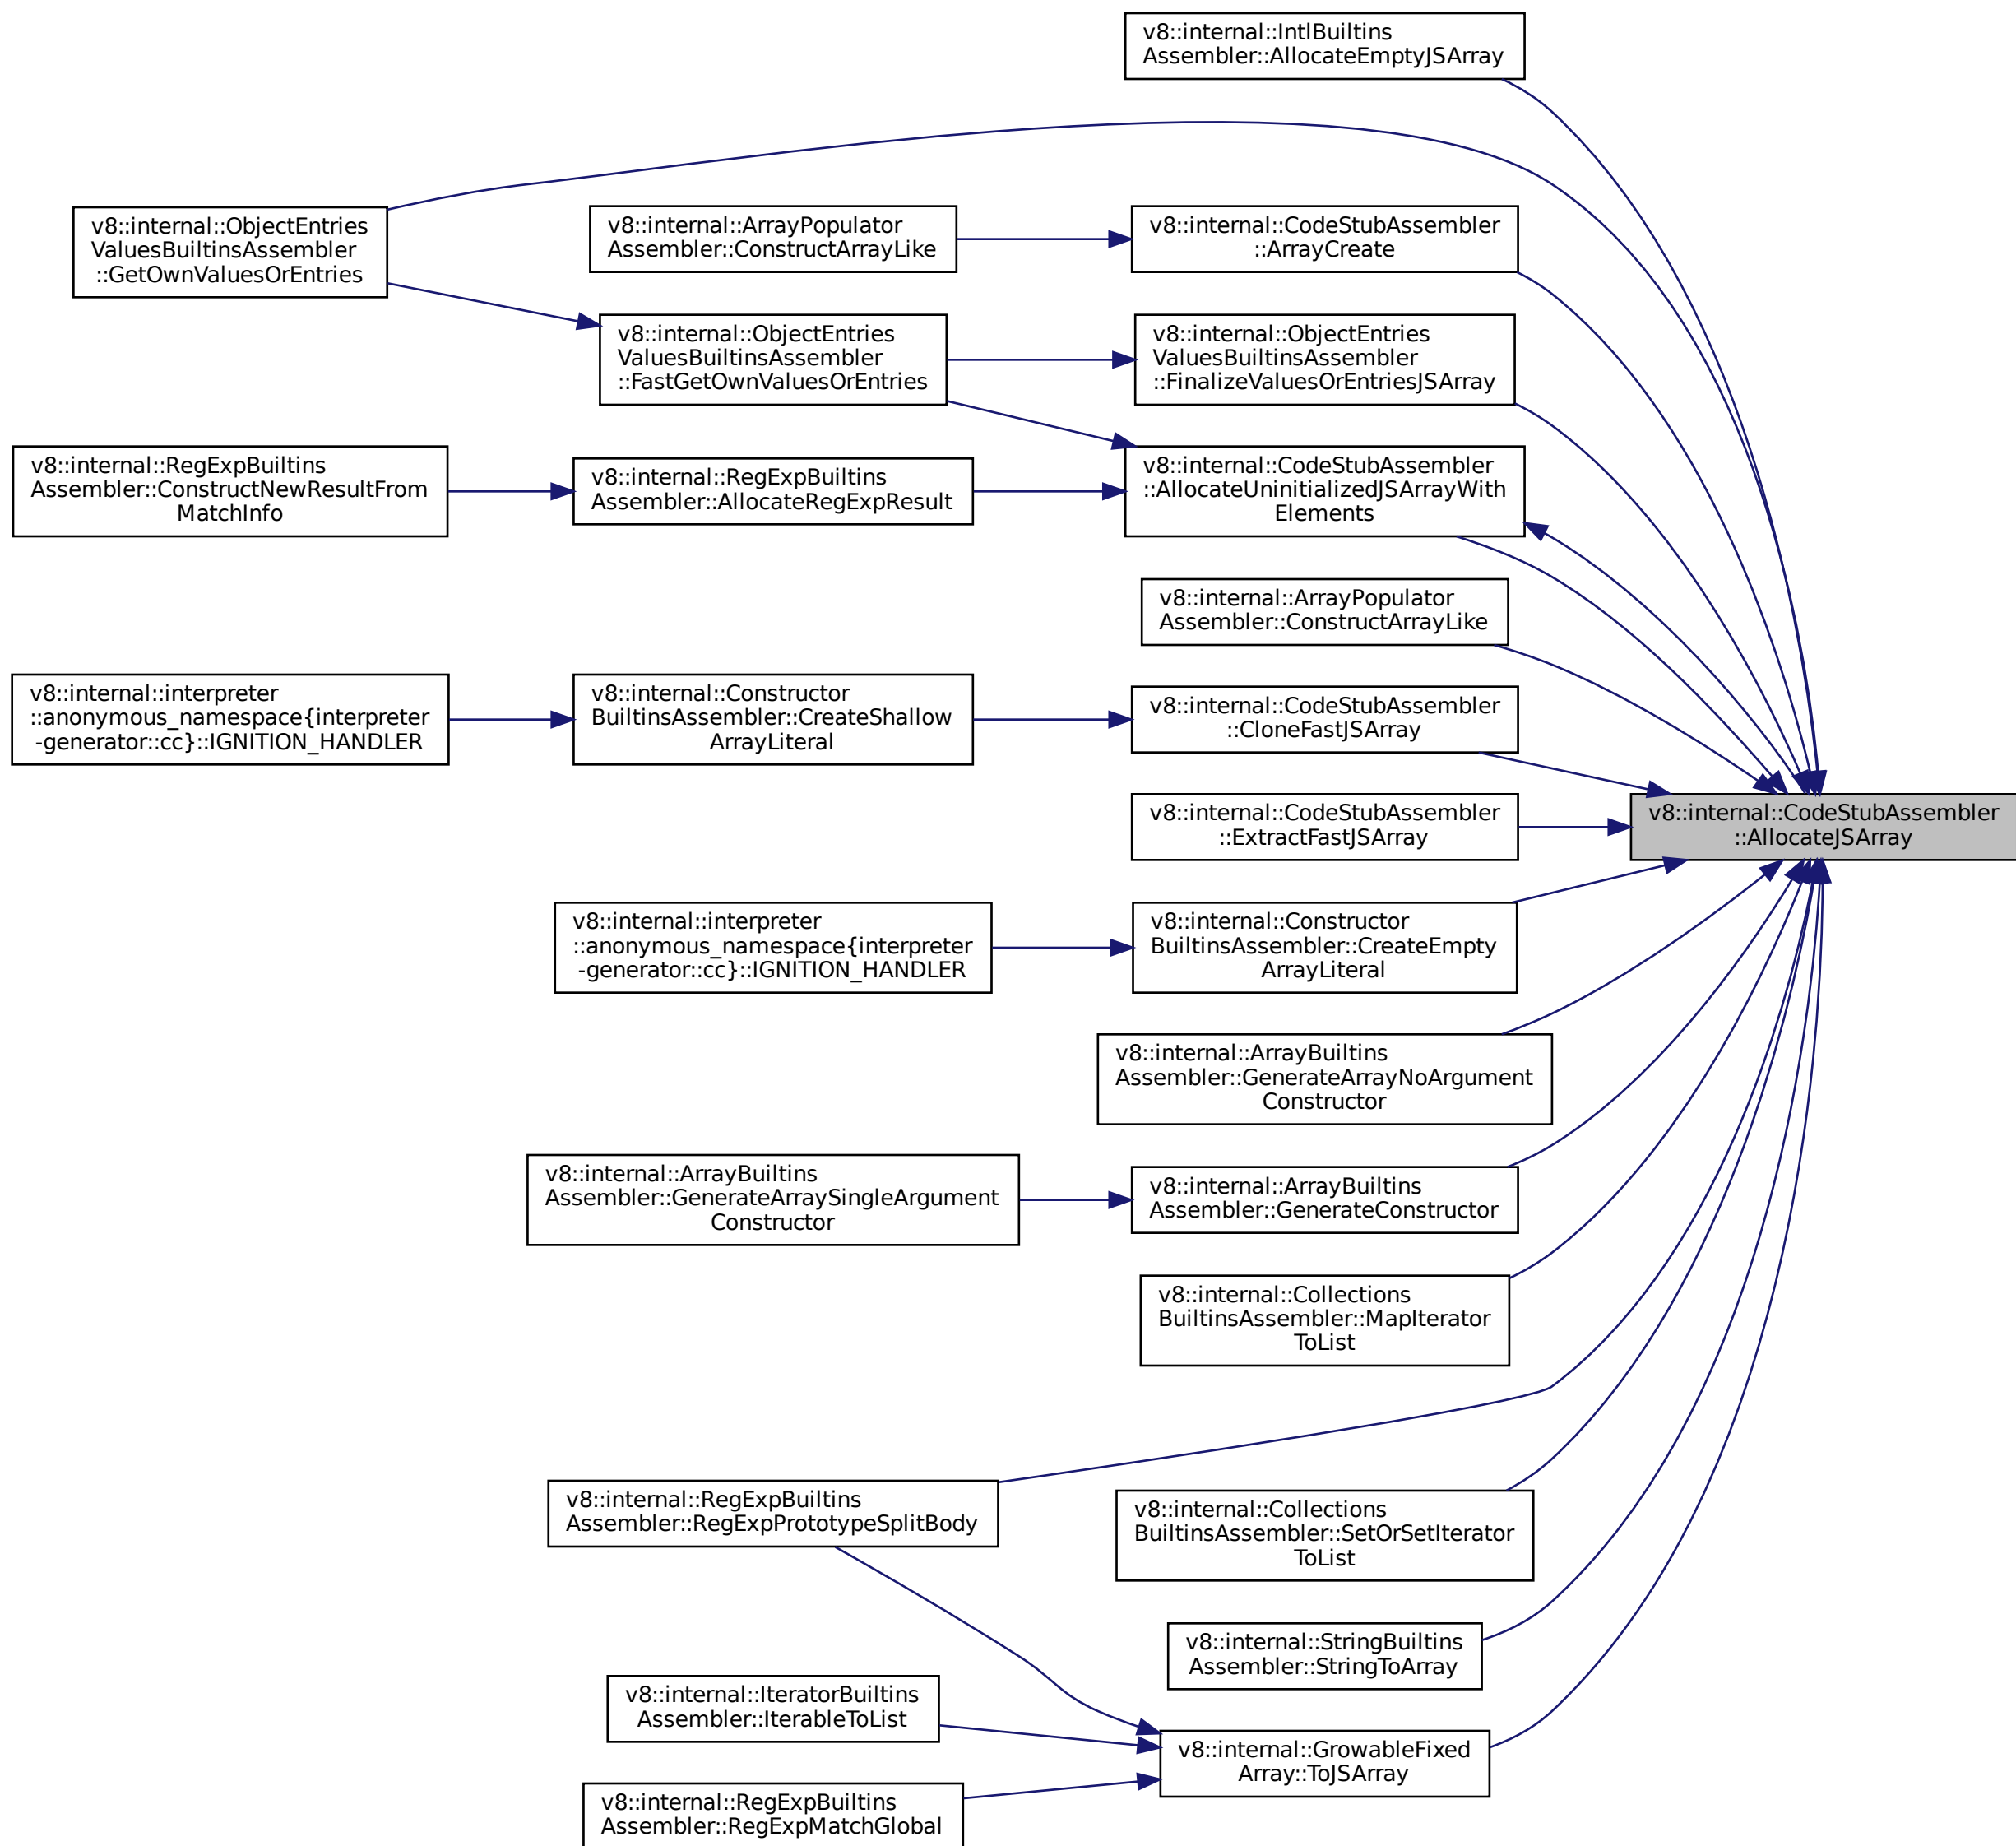 v8::internal::IntlBuiltins
Assembler::AllocateEmptyJSArray
v8::internal::ObjectEntries
ValuesBuiltinsAssembler
::GetOwnValuesOrEntries
v8::internal::ArrayPopulator
Assembler::ConstructArrayLike
v8::internal::CodeStubAssembler
::ArrayCreate
v8::internal::ObjectEntries
ValuesBuiltinsAssembler
::FastGetOwnValuesOrEntries
v8::internal::ObjectEntries
ValuesBuiltinsAssembler
::FinalizeValuesOrEntriesJSArray
v8::internal::RegExpBuiltins
Assembler::ConstructNewResultFrom
MatchInfo
v8::internal::RegExpBuiltins
Assembler::AllocateRegExpResult
v8::internal::CodeStubAssembler
::AllocateUninitializedJSArrayWith
Elements
v8::internal::ArrayPopulator
Assembler::ConstructArrayLike
v8::internal::interpreter
::anonymous_namespace{interpreter
-generator::cc}::IGNITION_HANDLER
v8::internal::Constructor
BuiltinsAssembler::CreateShallow
ArrayLiteral
v8::internal::CodeStubAssembler
::CloneFastJSArray
v8::internal::CodeStubAssembler
::ExtractFastJSArray
v8::internal::CodeStubAssembler
::AllocateJSArray
v8::internal::interpreter
::anonymous_namespace{interpreter
-generator::cc}::IGNITION_HANDLER
v8::internal::Constructor
BuiltinsAssembler::CreateEmpty
ArrayLiteral
v8::internal::ArrayBuiltins
Assembler::GenerateArrayNoArgument
Constructor
v8::internal::ArrayBuiltins
Assembler::GenerateArraySingleArgument
Constructor
v8::internal::ArrayBuiltins
Assembler::GenerateConstructor
v8::internal::Collections
BuiltinsAssembler::MapIterator
ToList
v8::internal::RegExpBuiltins
Assembler::RegExpPrototypeSplitBody
v8::internal::Collections
BuiltinsAssembler::SetOrSetIterator
ToList
v8::internal::StringBuiltins
Assembler::StringToArray
v8::internal::IteratorBuiltins
Assembler::IterableToList
v8::internal::GrowableFixed
Array::ToJSArray
v8::internal::RegExpBuiltins
Assembler::RegExpMatchGlobal